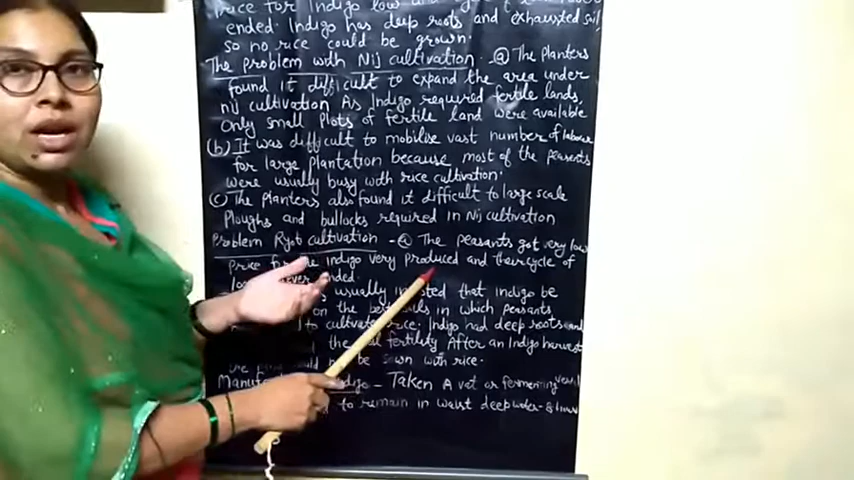 Price for Indigo low and
ended. Indigo has deep roots and exhausted soil
so no rice could be grown.
The problem with Nij cultivation. (a) The Planters
found it difficult to expand the area under
nij cultivation As Indigo required fertile lands,
Only small plots of fertile land were available
(b) It was difficult to mobilise vast number of labour
for large plantation because most of the peasants
were usually busy with rice cultivation.
(c) The Planters also found it difficult to large scale
Ploughs and bullocks required in Nij cultivation
Problem Ryot cultivation - (a) The peasants got very low
price for the indigo very produced and their cycle of
ended.
usually that indigo be
on the best soils in which peasants
to cultivate rice; Indigo had deep roots and
the soil fertility After an Indigo harvest
be sown with rice.
Taken A vat or fermenting
to remain in waist deep water